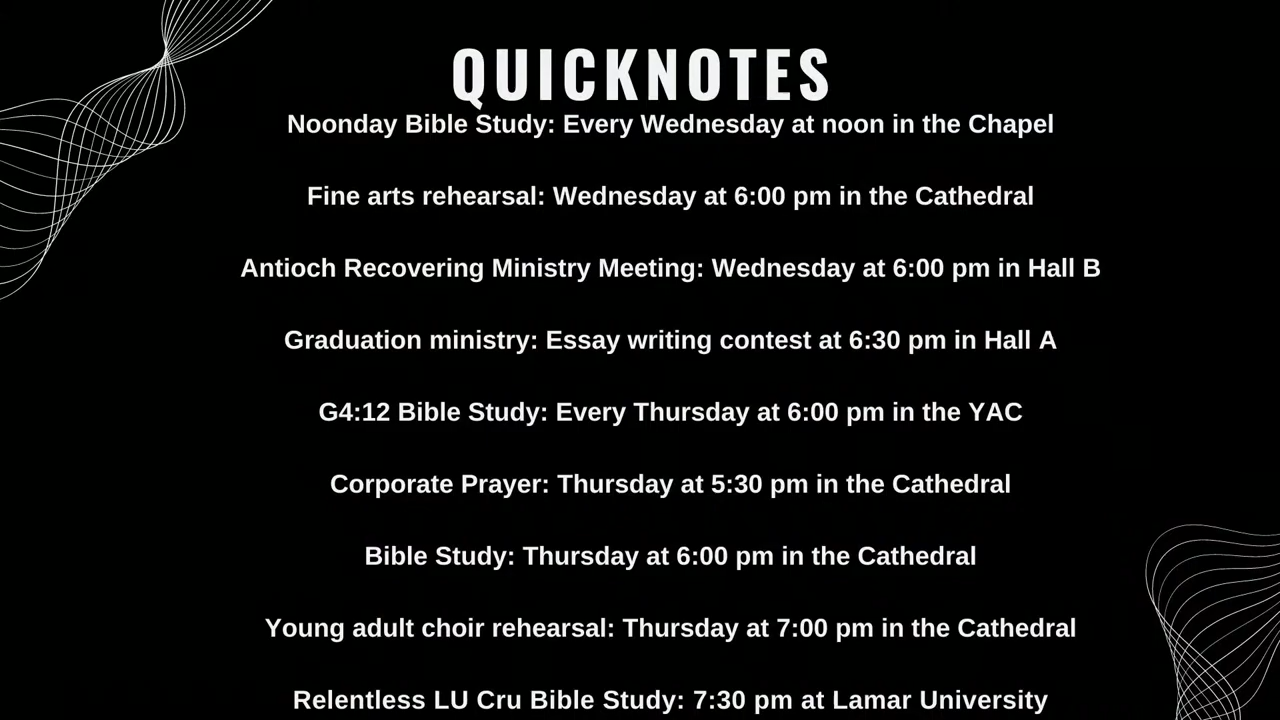 QUICKNOTES
Noonday Bible Study: Every Wednesday at noon in the Chapel
Fine arts rehearsal: Wednesday at 6:00 pm in the Cathedral
Antioch Recovering Ministry Meeting: Wednesday at 6:00 pm in Hall B
Graduation ministry: Essay writing contest at 6:30 pm in Hall A
G4:12 Bible Study: Every Thursday at 6:00 pm in the YAC
Corporate Prayer: Thursday at 5:30 pm in the Cathedral
Bible Study: Thursday at 6:00 pm in the Cathedral
Young adult choir rehearsal: Thursday at 7:00 pm in the Cathedral
Relentless LU Cru Bible Study: 7:30 pm at Lamar University